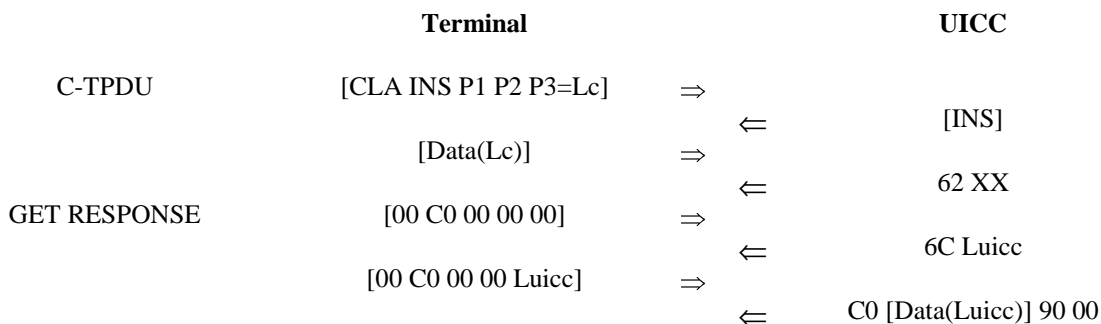 Terminal UICC
C-TPDU [CLA INS P1 P2 P3=Lc] ⇒
⇐ [INS]
[Data(Lc)] ⇒
⇐ 62 XX
GET RESPONSE [00 C0 00 00 00] ⇒
⇐ 6C Luicc
[00 C0 00 00 Luicc] ⇒
⇐ C0 [Data(Luicc)] 90 00